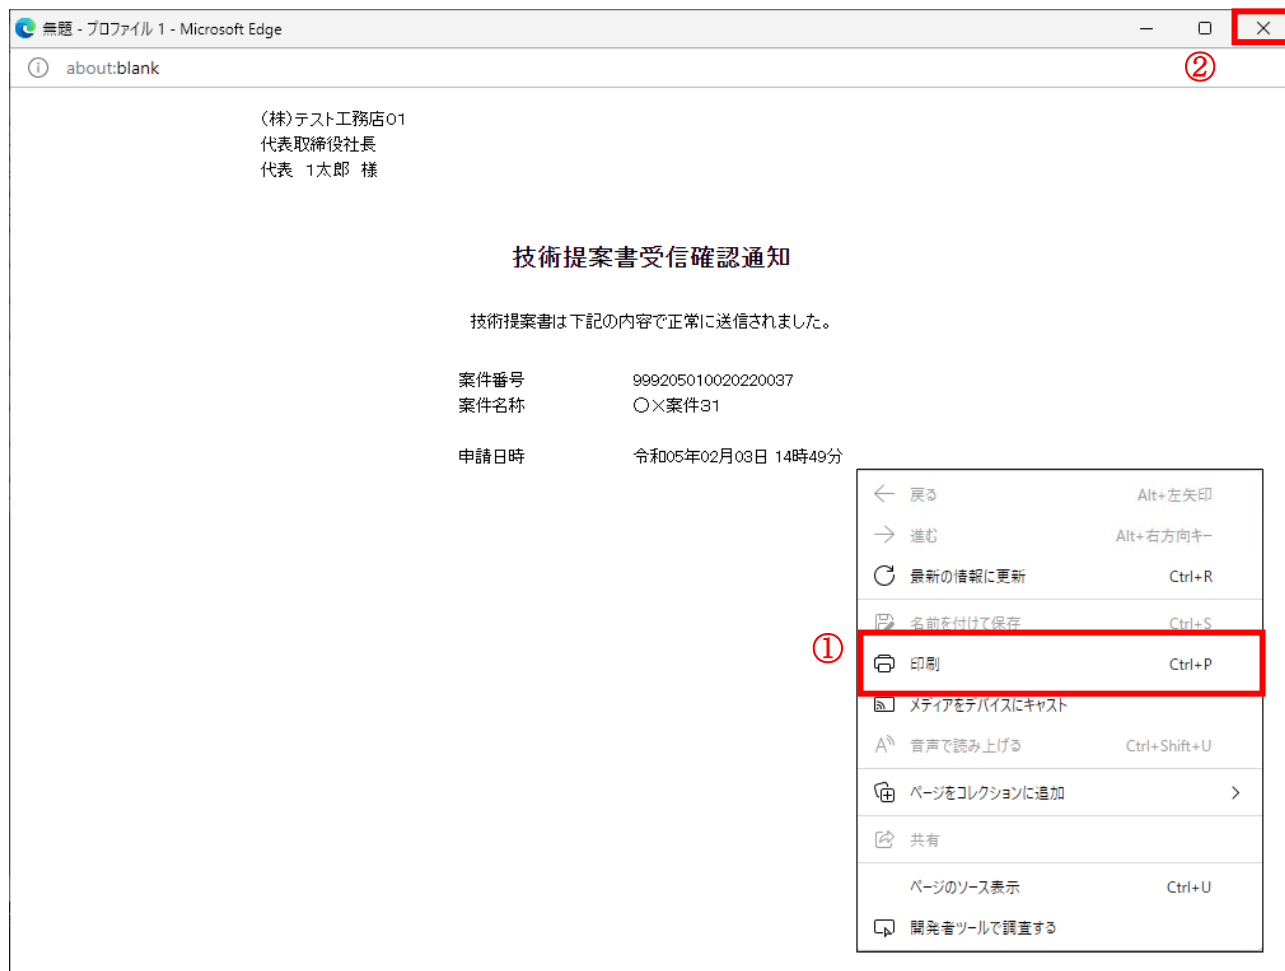 無題 - プロファイル 1 - Microsoft Edge
about:blank
②
(株)テスト工務店01
代表取締役社長
代表 1太郎 様
技術提案書受信確認通知
技術提案書は下記の内容で正常に送信されました。
案件番号 999205010020220037
案件名称 〇×案件31
申請日時 令和05年02月03日 14時49分
戻る Alt+左矢印
進む Alt+右方向キー
最新の情報に更新 Ctrl+R
名前を付けて保存 Ctrl+S
①
印刷 Ctrl+P
メディアをデバイスにキャスト
音声で読み上げる Ctrl+Shift+U
ページをコレクションに追加
共有
ページのソース表示 Ctrl+U
開発者ツールで調査する